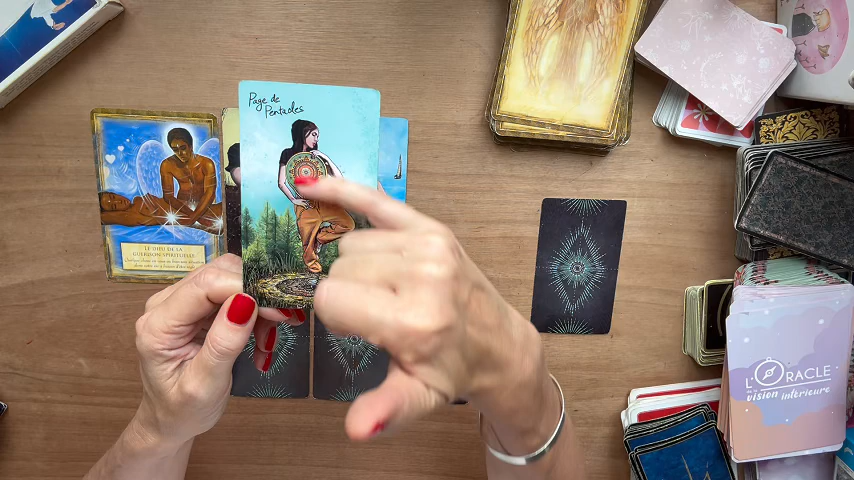 Page de
Pentacles
LE DIEU DE LA
GUÉRISON SPIRITUELLE
L'ORACLE
vision intérieure